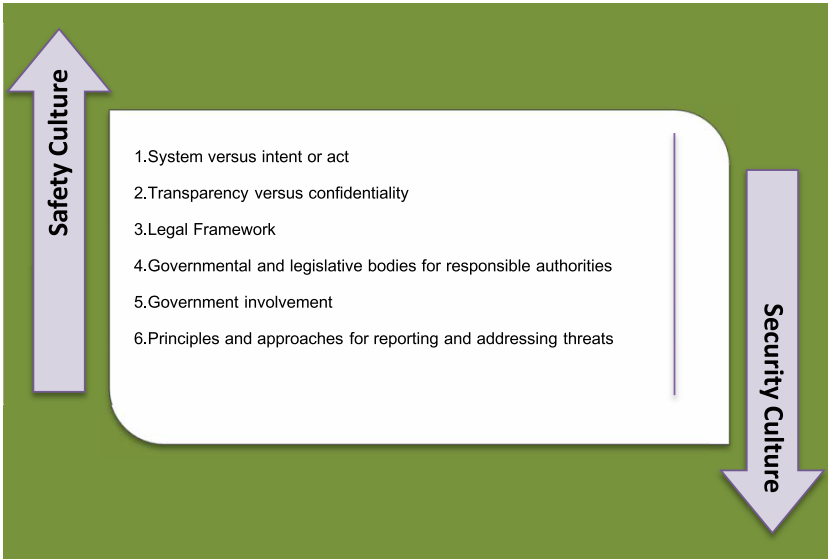 Safety Culture
1.System versus intent or act
2.Transparency versus confidentiality
3.Legal Framework
4.Governmental and legislative bodies for responsible authorities
5.Government involvement
6.Principles and approaches for reporting and addressing threats
Security Culture